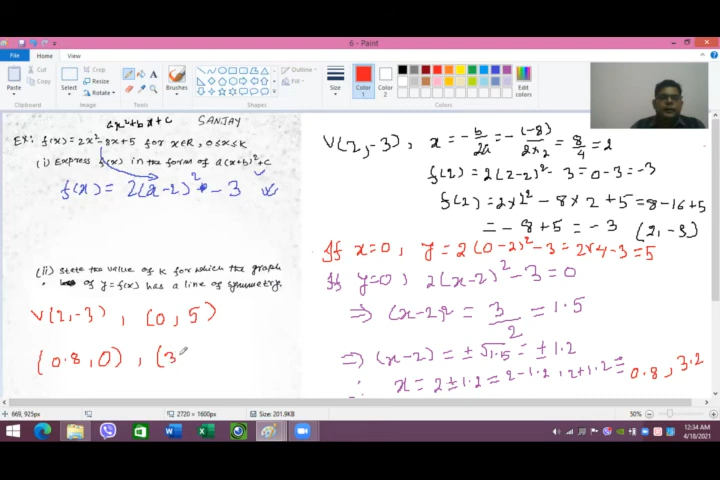 6 - Paint
File Home View
Cut
Copy
Paste
Clipboard
Select
Crop
Resize
Rotate
Image
Tools
Brushes
Outline
Fill
Shapes
Size
Color 1
Color 2
Colors
Edit colors
ax²+bx+c SANJAY
Ex: f(x)=2x²-8x+5 for x∈R, 0≤x≤k
(i) Express f(x) in the form of a(x+b)²+c
f(x) = 2(x-2)² - 3
(ii) State the value of k for which the graph
of y=f(x) has a line of symmetry.
V(2,-3), (0,5)
(0.8,0), (3
V(2,-3), x = -b/2a = -(-8)/2×2 = 8/4 = 2
f(2) = 2(2-2)² - 3 = 0-3 = -3
f(2) = 2×2² - 8×2 + 5 = 8-16+5
= -8+5 = -3 (2,-3)
If x=0, y = 2(0-2)²-3 = 2×4-3 = 5
If y=0, 2(x-2)²-3 = 0
⇒ (x-2)² = 3/2 = 1.5
⇒ (x-2) = ±√1.5 = ±1.2
∴ x = 2±1.2 = 2-1.2, 2+1.2 = 0.8, 3.2
669, 925px
2720 × 1600px
Size: 201.9KB
50%
12:34 AM
4/18/2021